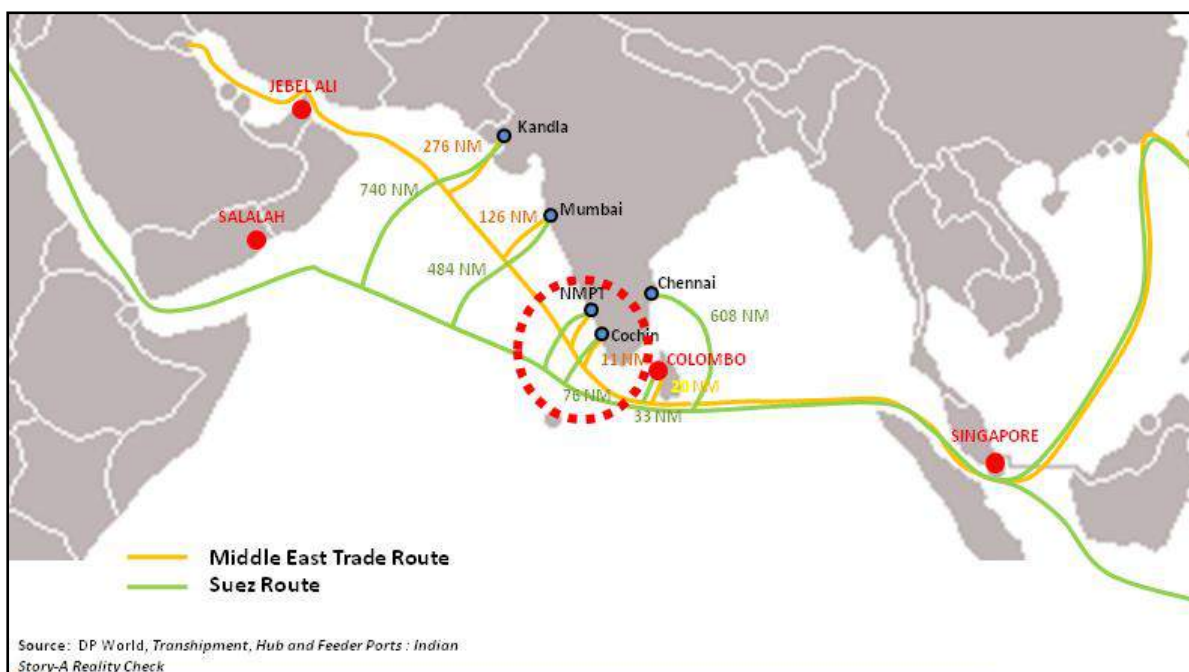 JEBEL ALI
Kandla
276 NM
740 NM
SALALAH
126 NM
Mumbai
484 NM
NMPT
Chennai
608 NM
Cochin
11 NM
COLOMBO
76 NM
20 NM
33 NM
SINGAPORE
Middle East Trade Route
Suez Route
Source: DP World, Transhipment, Hub and Feeder Ports : Indian
Story-A Reality Check